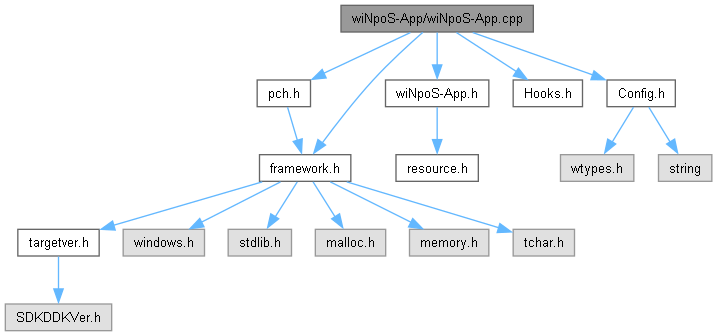 wiNpoS-App/wiNpoS-App.cpp
pch.h
wiNpoS-App.h
Hooks.h
Config.h
framework.h
resource.h
wtypes.h
string
targetver.h
windows.h
stdlib.h
malloc.h
memory.h
tchar.h
SDKDDKVer.h